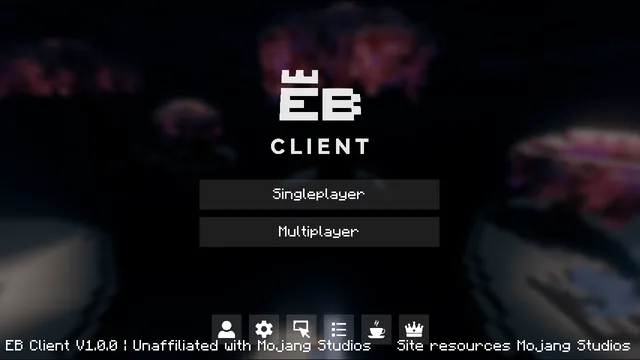 EB
CLIENT
Singleplayer
Multiplayer
EB Client V1.0.0 | Unaffiliated with Mojang Studios
Site resources Mojang Studios